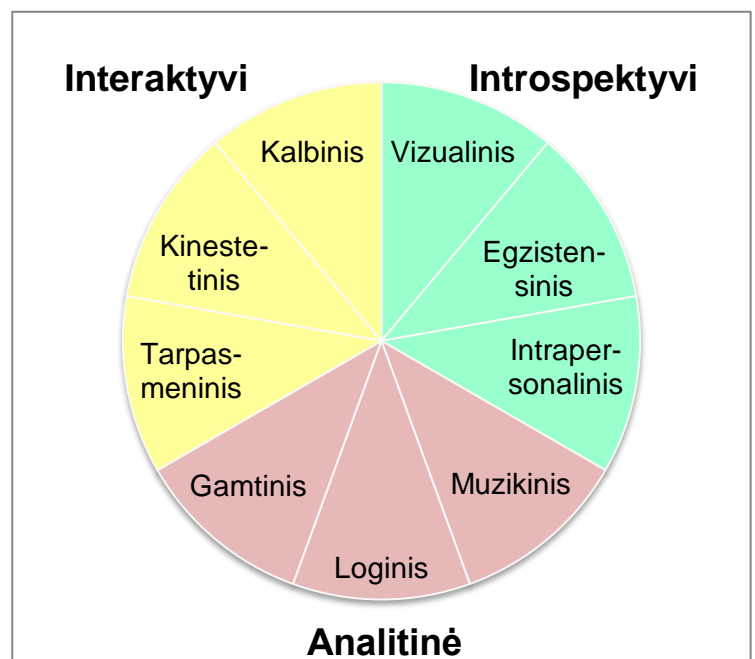 Interaktyvi
Introspektyvi
Kalbinis
Vizualinis
Kineste-
tinis
Egzisten-
sinis
Tarpas-
meninis
Intraper-
sonalinis
Gamtinis
Muzikinis
Loginis
Analitinė